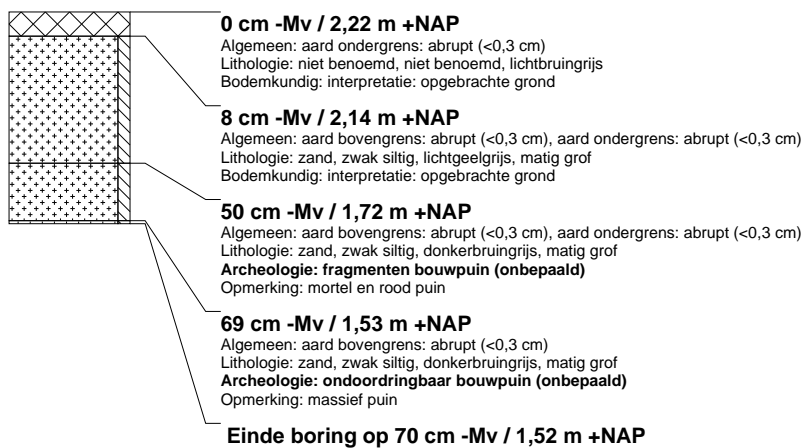 0 cm -Mv / 2,22 m +NAP
Algemeen: aard ondergrens: abrupt (<0,3 cm)
Lithologie: niet benoemd, niet benoemd, lichtbruingrijs
Bodemkundig: interpretatie: opgebrachte grond
8 cm -Mv / 2,14 m +NAP
Algemeen: aard bovengrens: abrupt (<0,3 cm), aard ondergrens: abrupt (<0,3 cm)
Lithologie: zand, zwak siltig, lichtgeelgrijs, matig grof
Bodemkundig: interpretatie: opgebrachte grond
50 cm -Mv / 1,72 m +NAP
Algemeen: aard bovengrens: abrupt (<0,3 cm), aard ondergrens: abrupt (<0,3 cm)
Lithologie: zand, zwak siltig, donkerbruingrijs, matig grof
Archeologie: fragmenten bouwpuin (onbepaald)
Opmerking: mortel en rood puin
69 cm -Mv / 1,53 m +NAP
Algemeen: aard bovengrens: abrupt (<0,3 cm)
Lithologie: zand, zwak siltig, donkerbruingrijs, matig grof
Archeologie: ondoordringbaar bouwpuin (onbepaald)
Opmerking: massief puin
Einde boring op 70 cm -Mv / 1,52 m +NAP